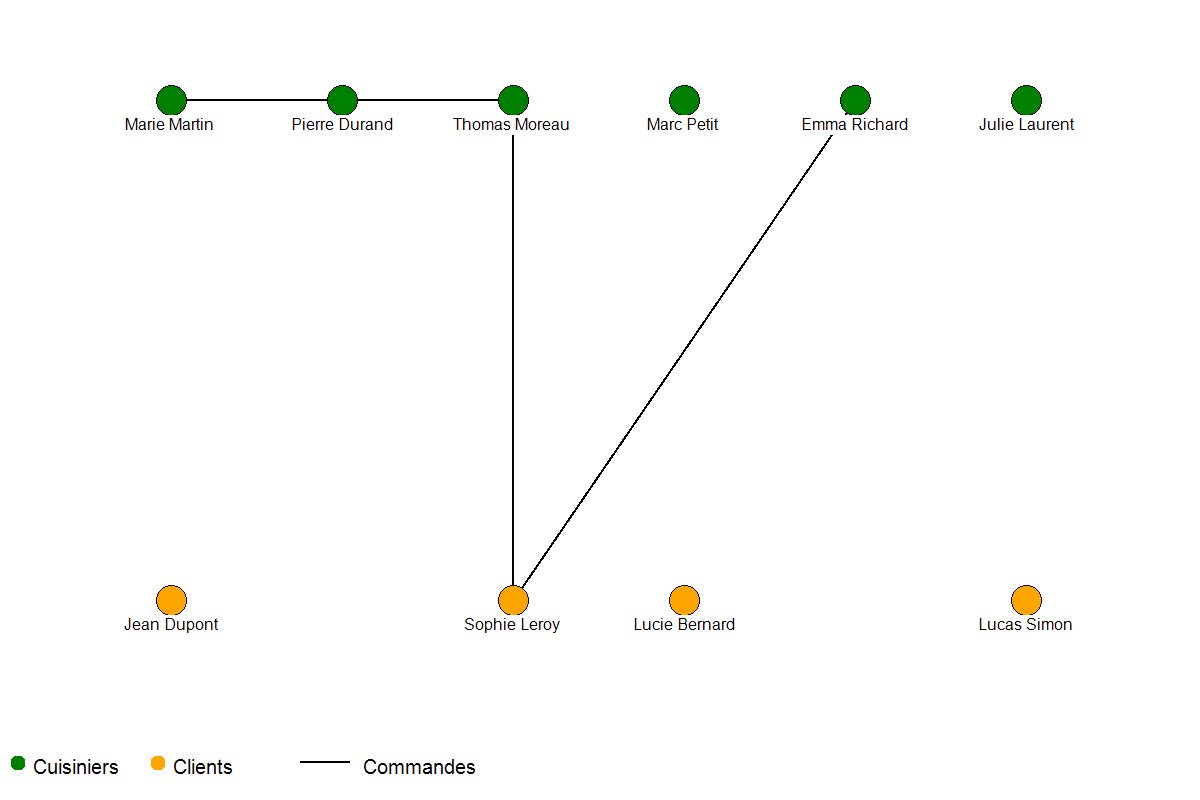 Marie Martin Pierre Durand Thomas Moreau Marc Petit Emma Richard Julie Laurent
Jean Dupont Sophie Leroy Lucie Bernard Lucas Simon
Cuisiniers Clients Commandes